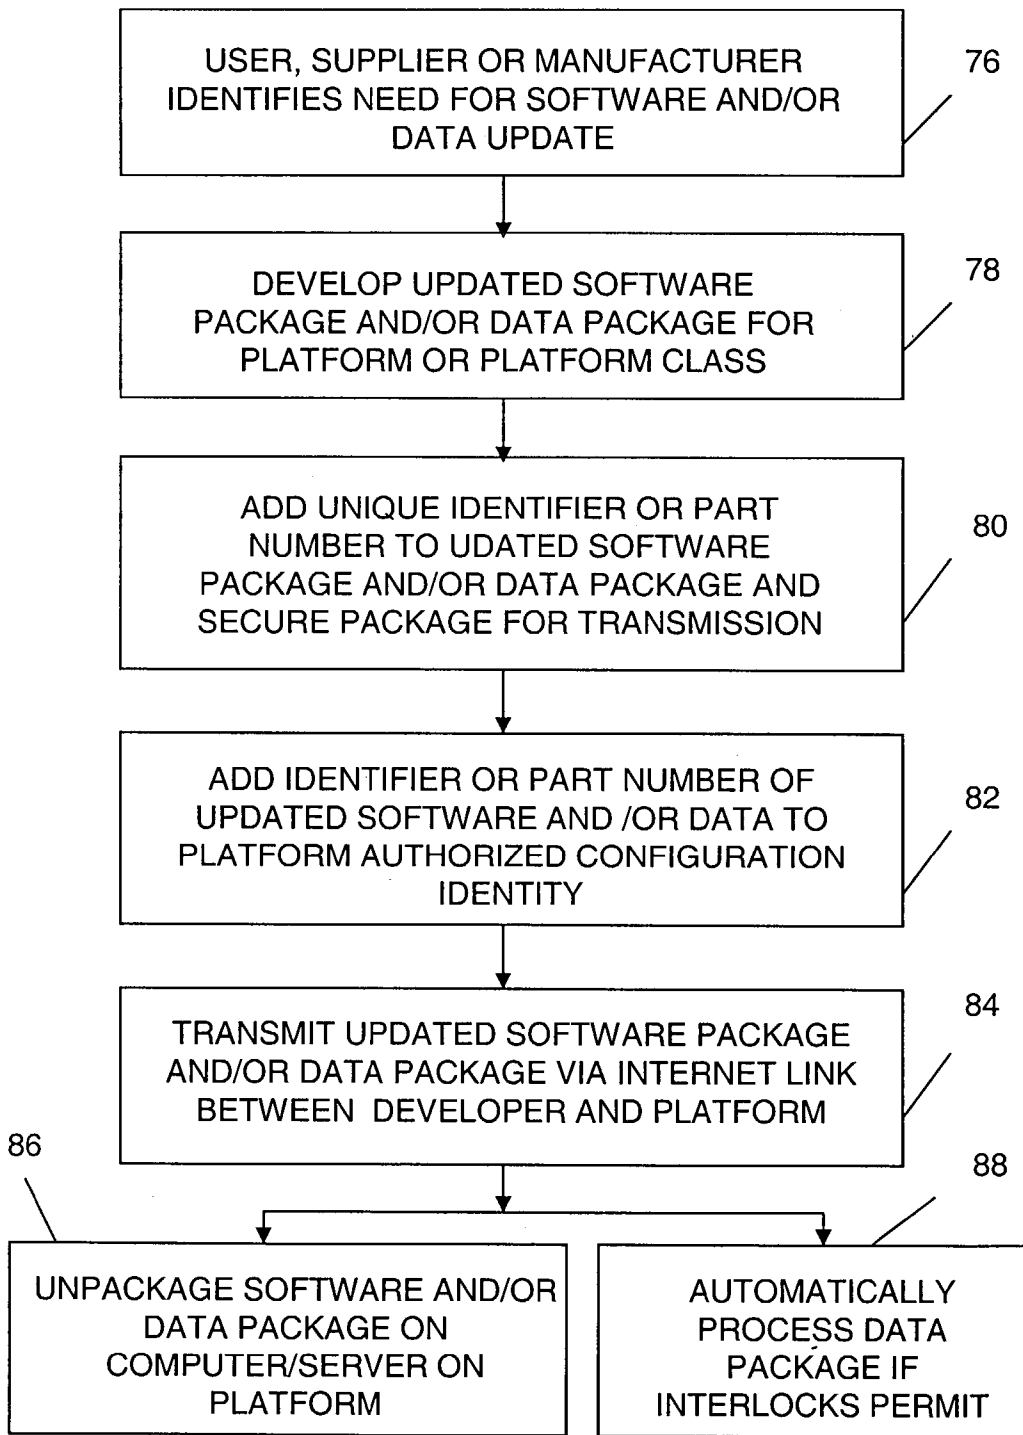 USER, SUPPLIER OR MANUFACTURER
IDENTIFIES NEED FOR SOFTWARE AND/OR
DATA UPDATE
76
DEVELOP UPDATED SOFTWARE
PACKAGE AND/OR DATA PACKAGE FOR
PLATFORM OR PLATFORM CLASS
78
ADD UNIQUE IDENTIFIER OR PART
NUMBER TO UDATED SOFTWARE
PACKAGE AND/OR DATA PACKAGE AND
SECURE PACKAGE FOR TRANSMISSION
80
ADD IDENTIFIER OR PART NUMBER OF
UPDATED SOFTWARE AND /OR DATA TO
PLATFORM AUTHORIZED CONFIGURATION
IDENTITY
82
TRANSMIT UPDATED SOFTWARE PACKAGE
AND/OR DATA PACKAGE VIA INTERNET LINK
BETWEEN DEVELOPER AND PLATFORM
84
86
UNPACKAGE SOFTWARE AND/OR
DATA PACKAGE ON
COMPUTER/SERVER ON
PLATFORM
88
AUTOMATICALLY
PROCESS DATA
PACKAGE IF
INTERLOCKS PERMIT